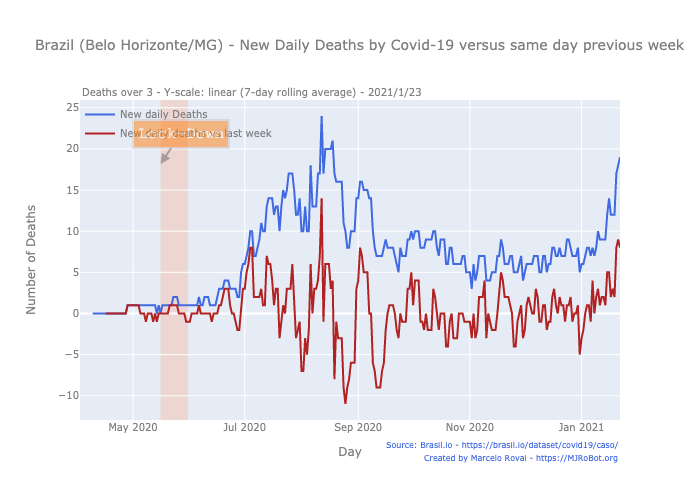 Brazil (Belo Horizonte/MG) - New Daily Deaths by Covid-19 versus same day previous week
Deaths over 3 - Y-scale: linear (7-day rolling average) - 2021/1/23
25
New daily Deaths
New daily deaths vs last week
Lock-Down
20
15
10
5
0
−5
−10
Number of Deaths
May 2020
Jul 2020
Sep 2020
Nov 2020
Jan 2021
Day
Source: Brasil.io - https://brasil.io/dataset/covid19/caso/
Created by Marcelo Rovai - https://MJRoBot.org